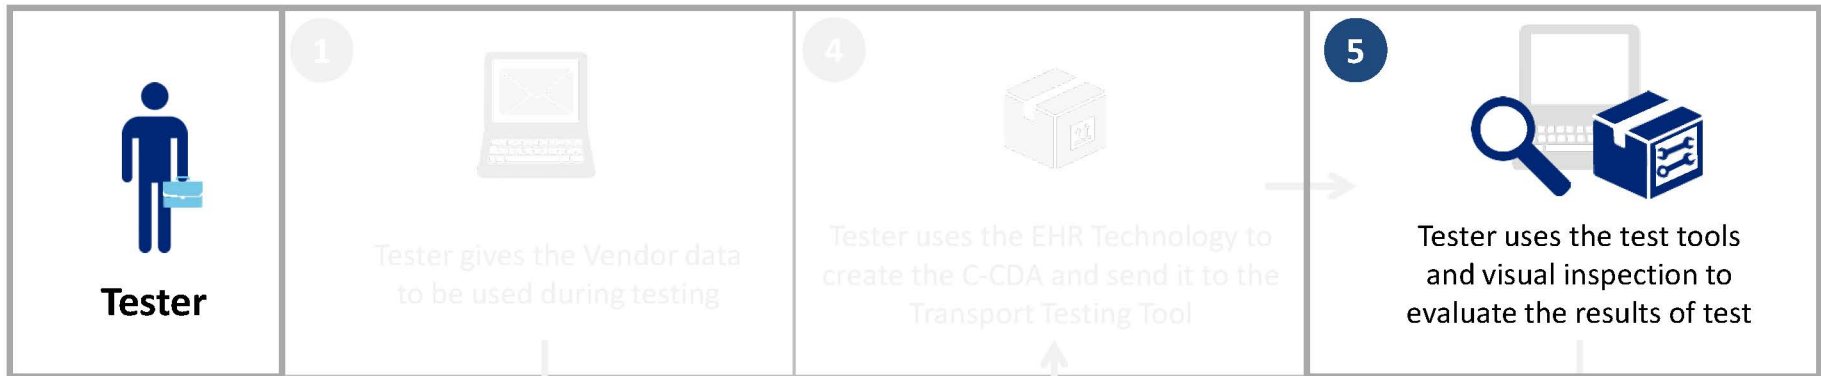 Tester
1
Tester gives the Vendor data
to be used during testing
4
Tester uses the EHR Technology to
create the C-CDA and send it to the
Transport Testing Tool
5
Tester uses the test tools
and visual inspection to
evaluate the results of test